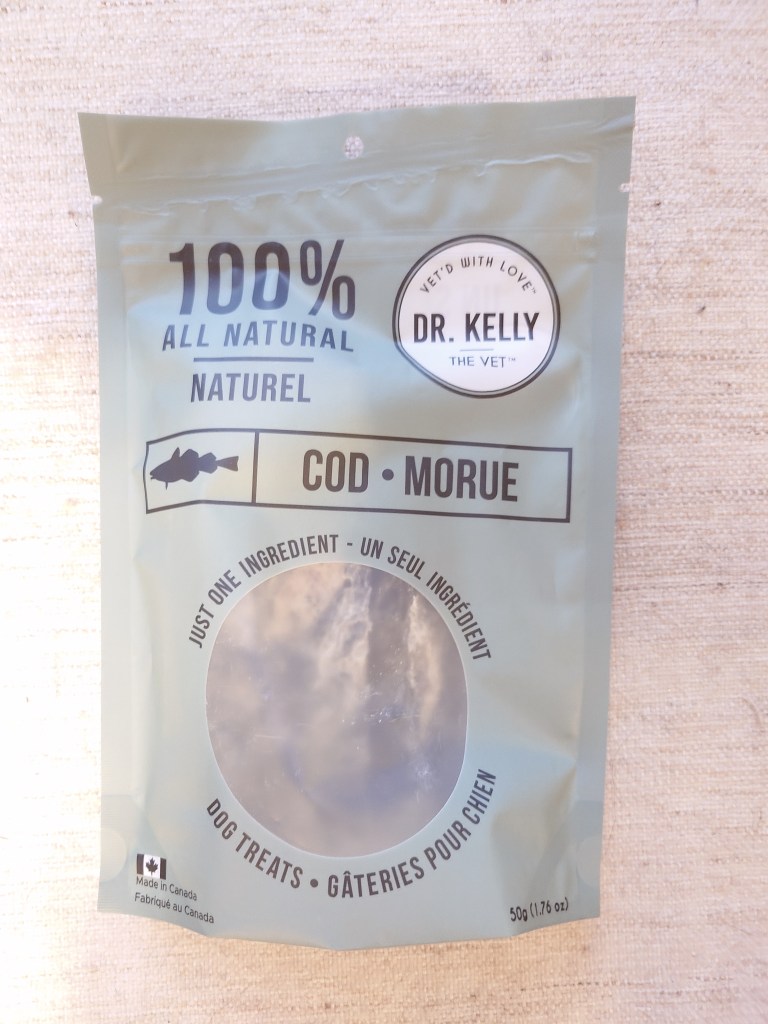 100%
ALL NATURAL
NATUREL
VET'D WITH LOVE™
DR. KELLY
THE VET™
COD • MORUE
JUST ONE INGREDIENT - UN SEUL INGRÉDIENT
DOG TREATS • GÂTERIES POUR CHIEN
Made in Canada
Fabriqué au Canada
50g (1.76 oz)